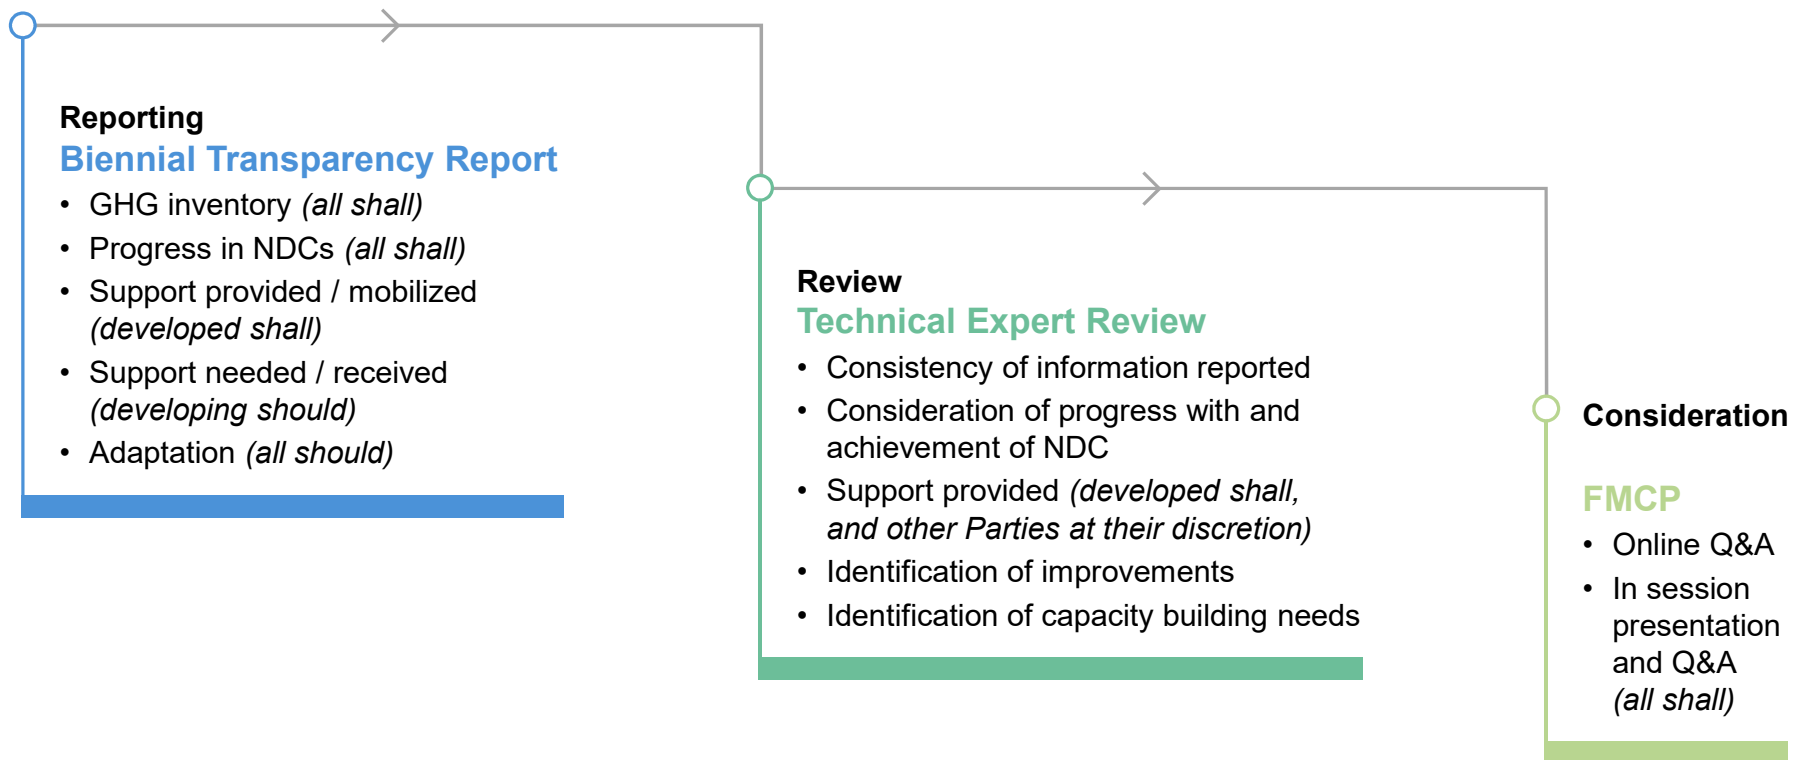 Reporting
Biennial Transparency Report
• GHG inventory (all shall)
• Progress in NDCs (all shall)
• Support provided / mobilized
(developed shall)
• Support needed / received
(developing should)
• Adaptation (all should)
Review
Technical Expert Review
• Consistency of information reported
• Consideration of progress with and
achievement of NDC
• Support provided (developed shall,
and other Parties at their discretion)
• Identification of improvements
• Identification of capacity building needs
Consideration
FMCP
• Online Q&A
• In session
presentation
and Q&A
(all shall)